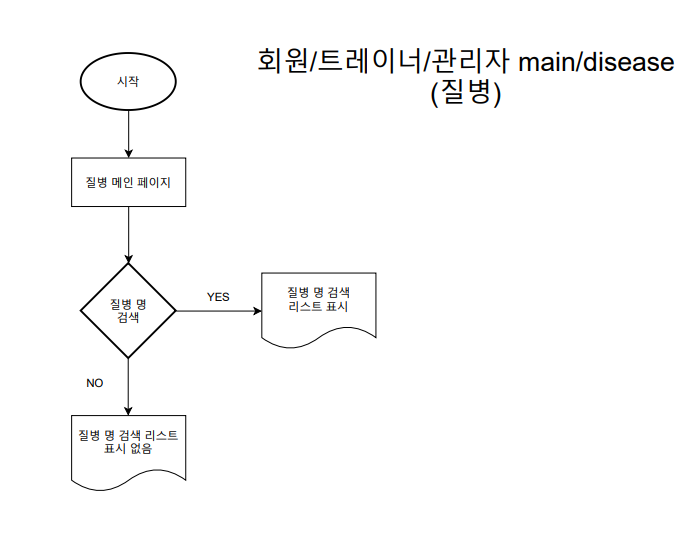 회원/트레이너/관리자 main/disease
(질병)
시작
질병 메인 페이지
질병 명
검색
YES
질병 명 검색
리스트 표시
NO
질병 명 검색 리스트
표시 없음